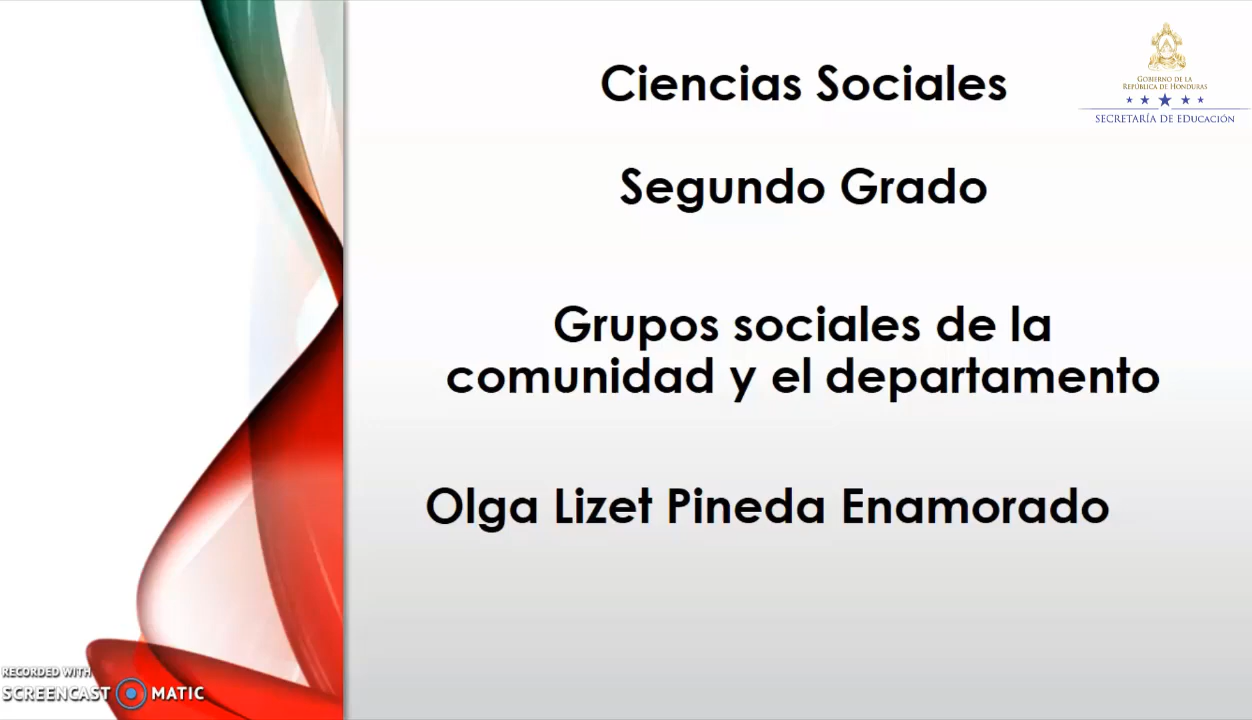 Ciencias Sociales
GOBIERNO DE LA
REPÚBLICA DE HONDURAS
SECRETARÍA DE EDUCACIÓN
Segundo Grado
Grupos sociales de la
comunidad y el departamento
Olga Lizet Pineda Enamorado
RECORDED WITH
SCREENCAST MATIC